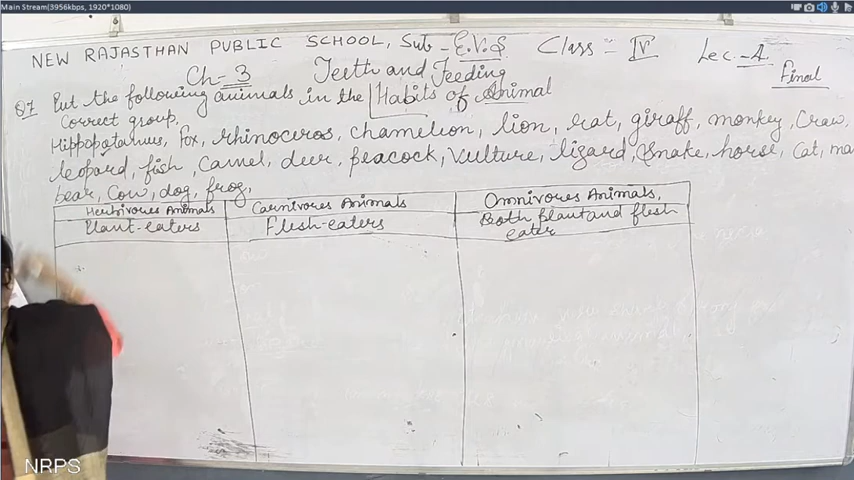 Main Stream(3956kbps, 1920*1080)
NEW RAJASTHAN PUBLIC SCHOOL, Sub - E.V.S Class = IV Lec - 4
Final
Ch- 3 Teeth and Feeding
Q7 Put the following animals in the Habits of Animal
Correct group,
Hippopotamus, fox, rhinoceros, chamelion, lion, rat, giraff, monkey, Craw,
leopard, fish, Camel, deer, peacock, Vulture, lizard, Snake, horse, cat, ma
bear, Cow, dog, frog,
Herbivores Animals Carnivores Animals Omnivores Animals,
Plant-eaters Flesh-eaters Both plant and flesh
eater
NRPS